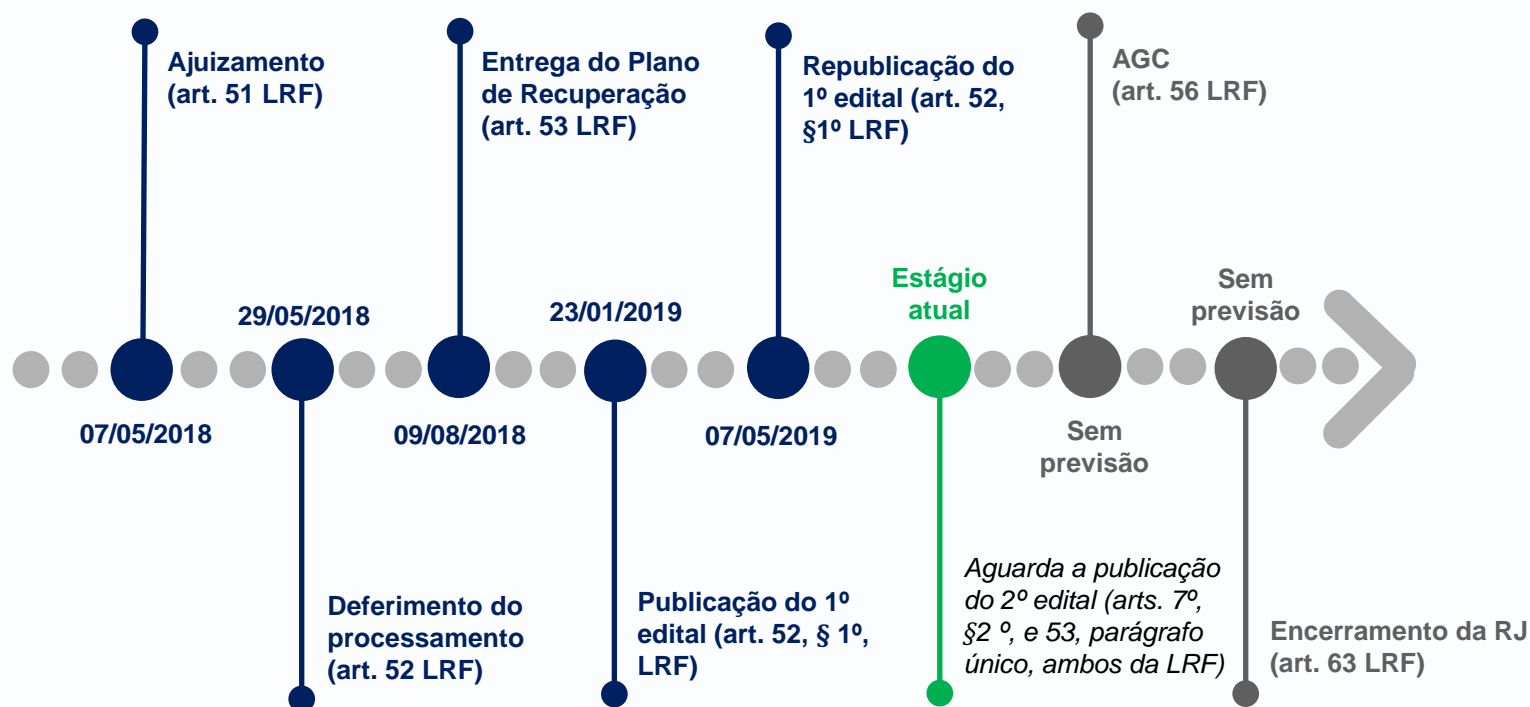 Ajuizamento
(art. 51 LRF)
Entrega do Plano
de Recuperação
(art. 53 LRF)
Republicação do
1º edital (art. 52,
§1º LRF)
AGC
(art. 56 LRF)
29/05/2018
23/01/2019
Estágio
atual
Sem
previsão
07/05/2018
09/08/2018
07/05/2019
Sem
previsão
Deferimento do
processamento
(art. 52 LRF)
Publicação do 1º
edital (art. 52, § 1º,
LRF)
Aguarda a publicação
do 2º edital (arts. 7º,
§2 º, e 53, parágrafo
único, ambos da LRF)
Encerramento da RJ
(art. 63 LRF)